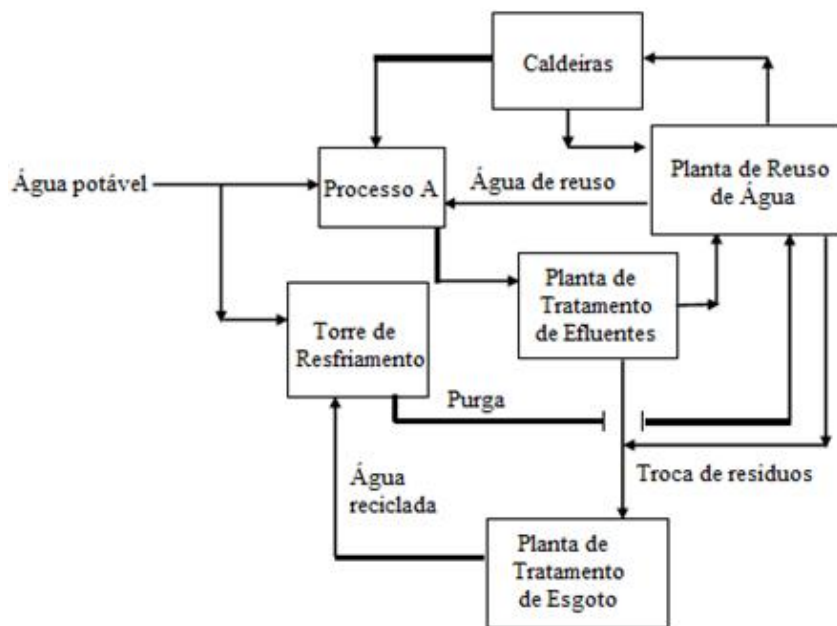 Caldeiras
Água potável
Processo A
Água de reuso
Planta de Reuso
de Água
Torre de
Resfriamento
Planta de
Tratamento
de Efluentes
Purga
Troca de residuos
Água
reciclada
Planta de
Tratamento
de Esgoto